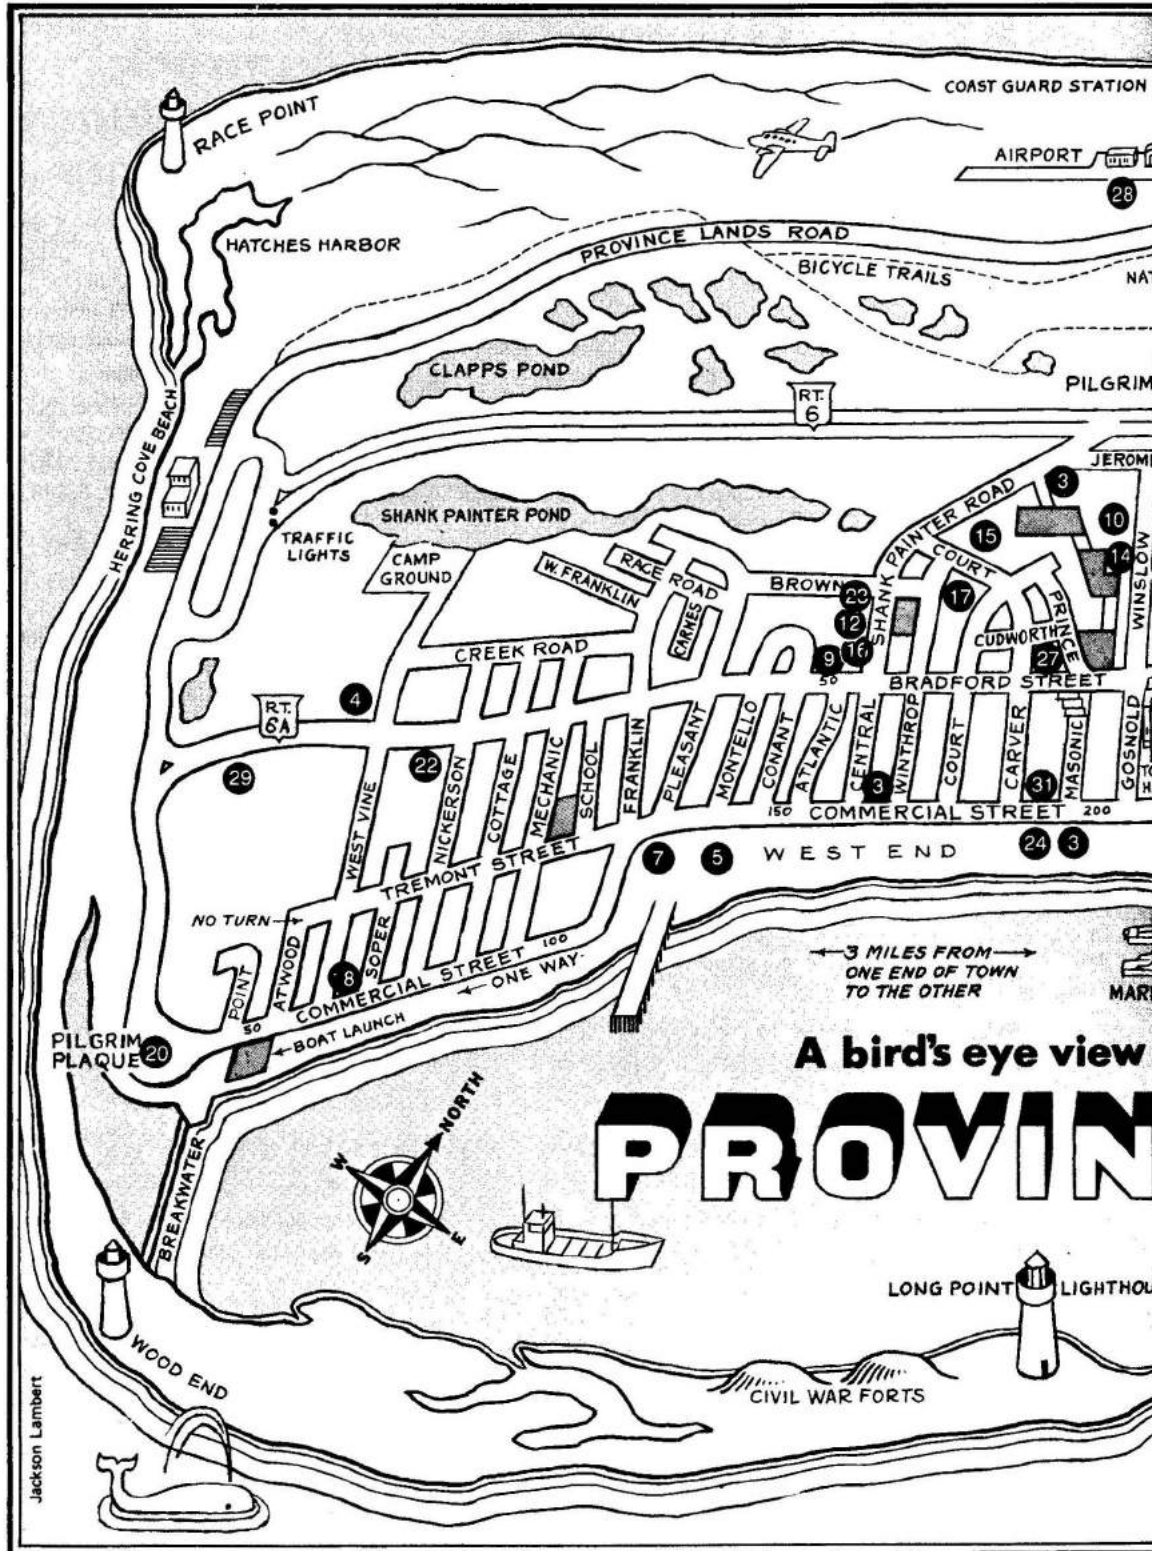 COAST GUARD STATION
RACE POINT
AIRPORT
28
HATCHES HARBOR
PROVINCE LANDS ROAD
BICYCLE TRAILS
NAT
CLAPPS POND
RT.
6
PILGRIM
HERRING COVE BEACH
JEROME
3
SHANK PAINTER POND
SHANK PAINTER ROAD
10
15
14
TRAFFIC
LIGHTS
CAMP
GROUND
W. FRANKLIN
RACE ROAD
BROWN
COURT
WINSLOW
23
17
CARNES
12
PRINCE
CUDWORTH
CREEK ROAD
9
16
27
50
BRADFORD STREET
4
RT.
6A
29
22
WEST VINE
NICKERSON
COTTAGE
MECHANIC
SCHOOL
FRANKLIN
PLEASANT
MONTELLO
CONANT
ATLANTIC
CENTRAL
WINTHROP
COURT
CARVER
MASONIC
GOSNOLD
TO
H
3
31
150
COMMERCIAL STREET
200
TREMONT STREET
7
5
WEST END
24
3
NO TURN
POINT
ATWOOD
8
SOPER
COMMERCIAL STREET
100
ONE WAY
50
BOAT LAUNCH
3 MILES FROM
ONE END OF TOWN
TO THE OTHER
MAR
PILGRIM
PLAQUE
20
A bird's eye view
PROVIN
NORTH
W
S
E
BREAKWATER
LONG POINT LIGHTHOU
WOOD END
CIVIL WAR FORTS
Jackson Lambert